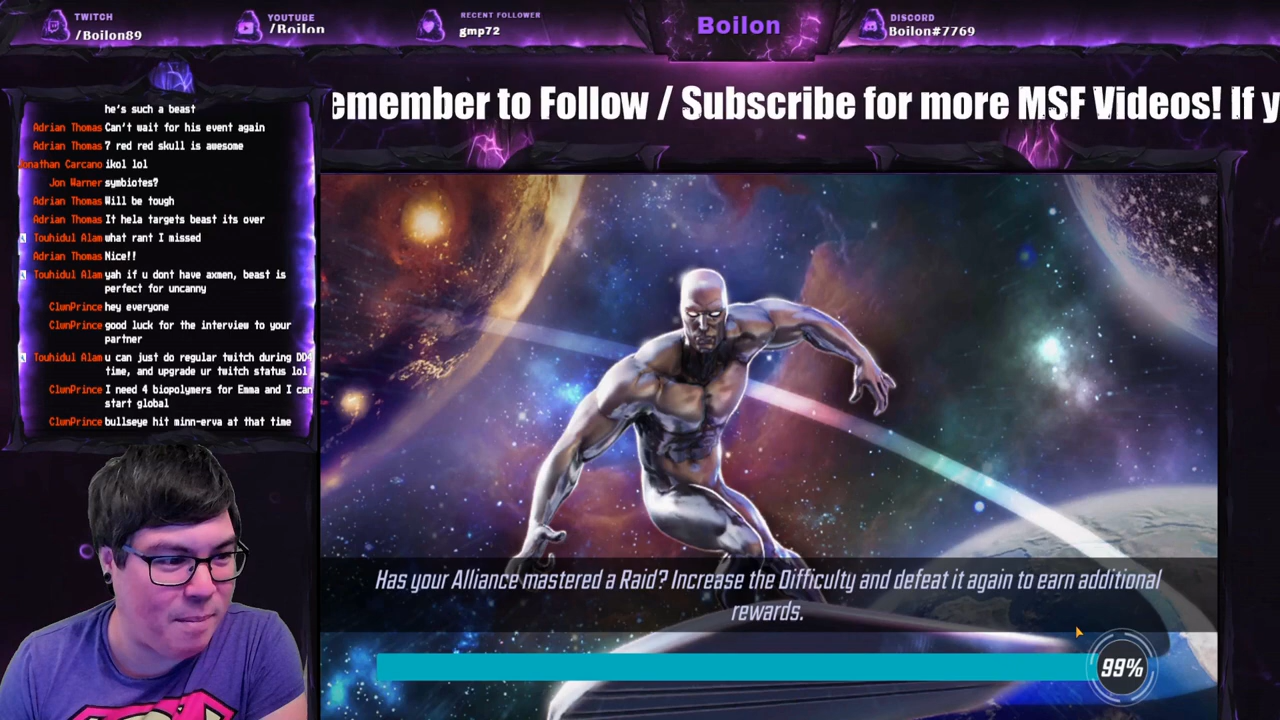 TWITCH
/Boilon89
YOUTUBE
/Boilon
RECENT FOLLOWER
gmp72
Boilon
DISCORD
Boilon#7769
emember to Follow / Subscribe for more MSF Videos! If y
he's such a beast
Adrian Thomas Can't wait for his event again
Adrian Thomas 7 red red skull is awesome
Jonathan Carcano ikol lol
Jon Warner symbiotes?
Adrian Thomas Will be tough
Adrian Thomas It hela targets beast its over
Touhidul Alam what rant I missed
Adrian Thomas Nice!!
Touhidul Alam yah if u dont have axmen, beast is
perfect for uncanny
ClwnPrince hey everyone
ClwnPrince good luck for the interview to your
partner
Touhidul Alam u can just do regular twitch during DD4
time, and upgrade ur twitch status lol
ClwnPrince I need 4 biopolymers for Emma and I can
start global
ClwnPrince bullseye hit minn-erva at that time
Has your Alliance mastered a Raid? Increase the Difficulty and defeat it again to earn additional
rewards.
99%